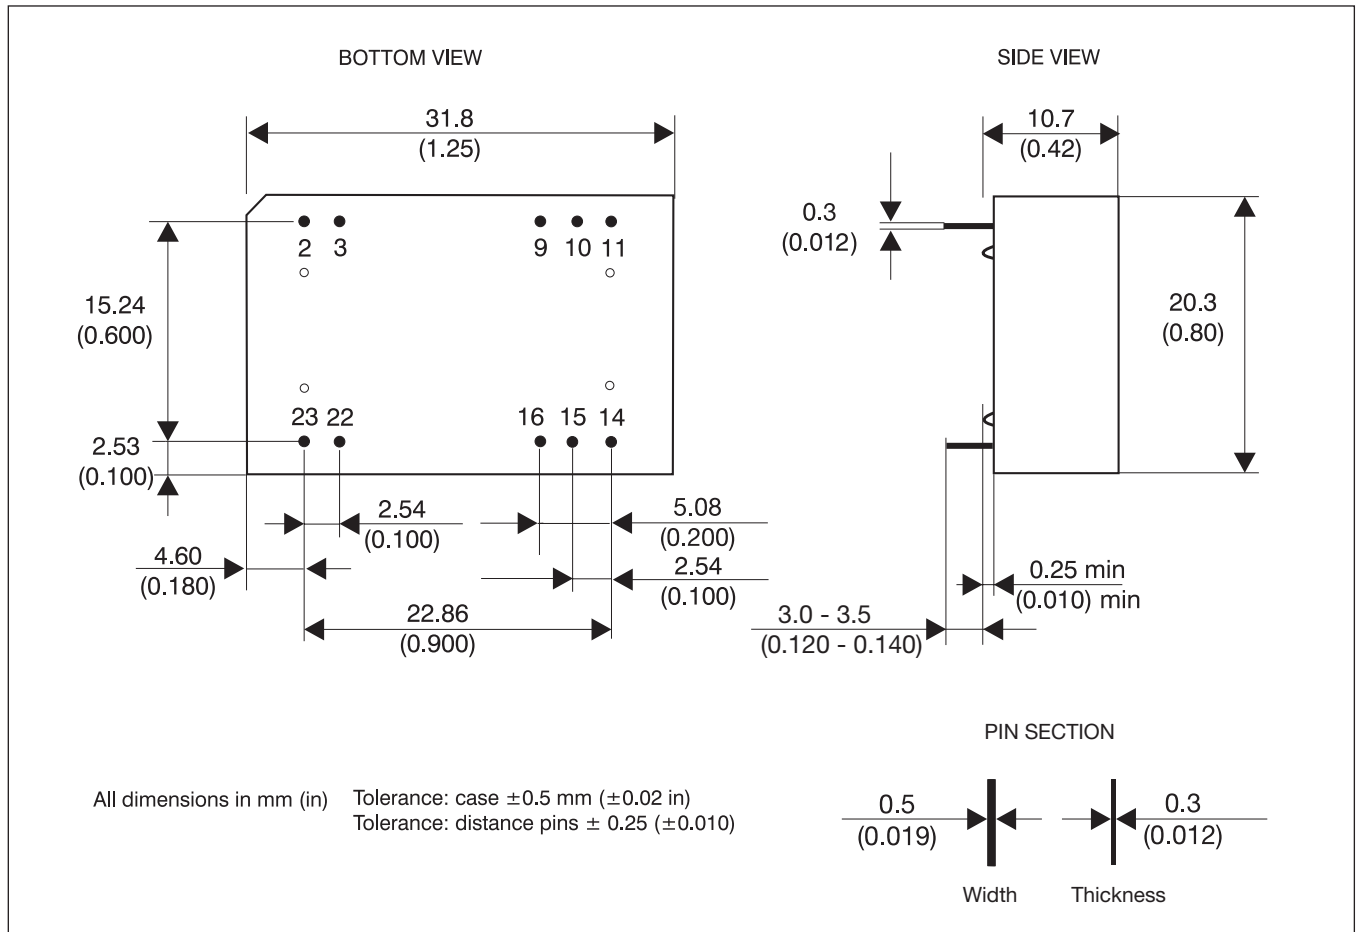 BOTTOM VIEW
SIDE VIEW
31.8
(1.25)
10.7
(0.42)
2 3 9 10 11
0.3
(0.012)
15.24
(0.600)
20.3
(0.80)
23 22 16 15 14
2.53
(0.100)
2.54
(0.100)
5.08
(0.200)
4.60
(0.180)
2.54
(0.100)
0.25 min
(0.010) min
22.86
(0.900)
3.0 - 3.5
(0.120 - 0.140)
PIN SECTION
All dimensions in mm (in)
Tolerance: case ±0.5 mm (±0.02 in)
Tolerance: distance pins ± 0.25 (±0.010)
0.5
(0.019)
0.3
(0.012)
Width
Thickness